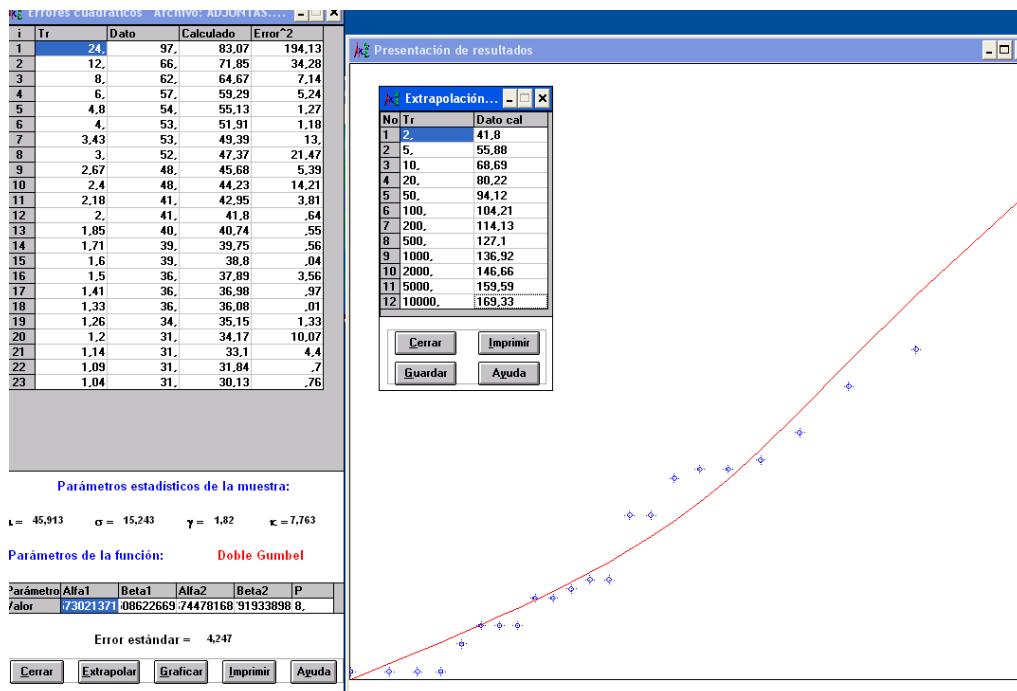 Errores cuadráticos Archivo: ADJONTAS....
i Tr Dato Calculado Error^2
1 24, 97, 83,07 194,13
2 12, 66, 71,85 34,28
3 8, 62, 64,67 7,14
4 6, 57, 59,29 5,24
5 4,8 54, 55,13 1,27
6 4, 53, 51,91 1,18
7 3,43 53, 49,39 13,
8 3, 52, 47,37 21,47
9 2,67 48, 45,68 5,39
10 2,4 48, 44,23 14,21
11 2,18 41, 42,95 3,81
12 2, 41, 41,8 ,64
13 1,85 40, 40,74 ,55
14 1,71 39, 39,75 ,56
15 1,6 39, 38,8 ,04
16 1,5 36, 37,89 3,56
17 1,41 36, 36,98 ,97
18 1,33 36, 36,08 ,01
19 1,26 34, 35,15 1,33
20 1,2 31, 34,17 10,07
21 1,14 31, 33,1 4,4
22 1,09 31, 31,84 ,7
23 1,04 31, 30,13 ,76
Parámetros estadísticos de la muestra:
= 45,913 σ = 15,243 γ = 1,82 κ = 7,763
Parámetros de la función: Doble Gumbel
Parámetro Alfa1 Beta1 Alfa2 Beta2 P
Valor 73021371 08622669 74478168 91933898 8,
Error estándar = 4,247
Cerrar Extrapolar Graficar Imprimir Ayuda
Presentación de resultados
Extrapolación...
No Tr Dato cal
1 2, 41,8
2 5, 55,88
3 10, 68,69
4 20, 80,22
5 50, 94,12
6 100, 104,21
7 200, 114,13
8 500, 127,1
9 1000, 136,92
10 2000, 146,66
11 5000, 159,59
12 10000, 169,33
Cerrar Imprimir
Guardar Ayuda